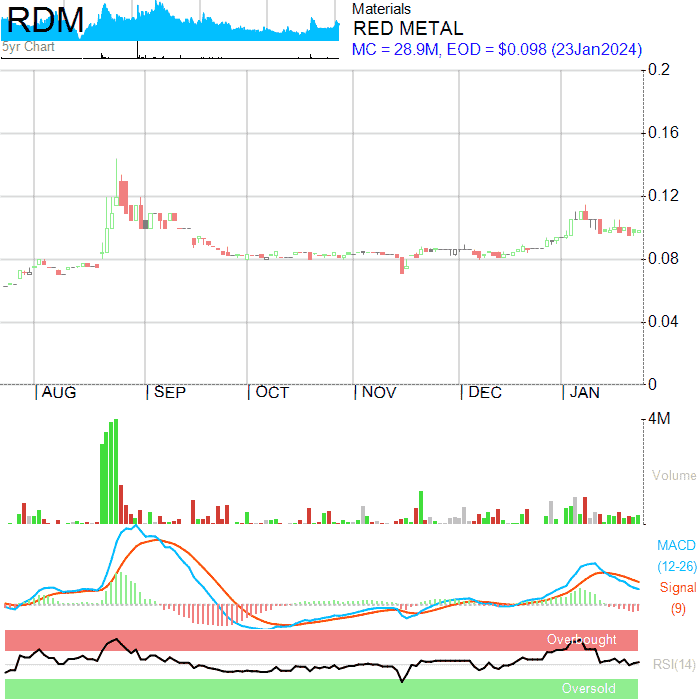 RDM
5yr Chart
Materials
RED METAL
MC = 28.9M, EOD = $0.098 (23Jan2024)
0.2
0.16
0.12
0.08
0.04
0
AUG
SEP
OCT
NOV
DEC
JAN
4M
Volume
MACD
(12-26)
Signal
(9)
Overbought
RSI(14)
Oversold